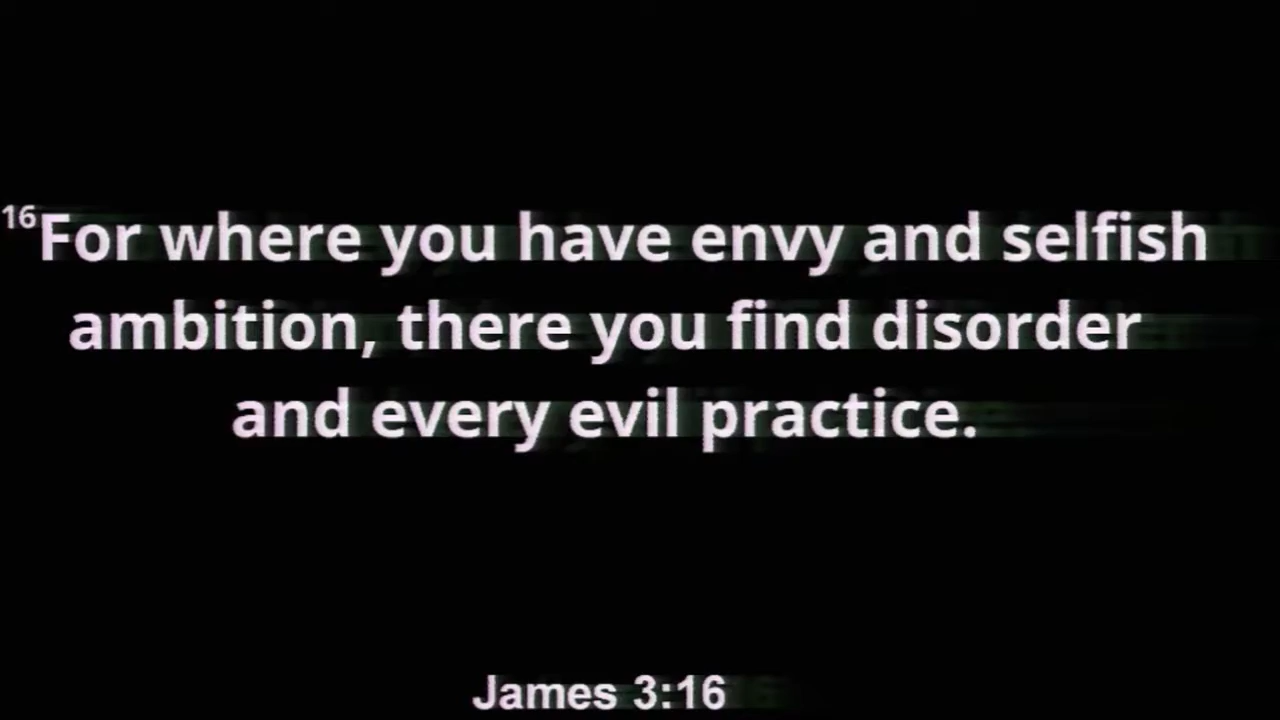 16For where you have envy and selfish
ambition, there you find disorder
and every evil practice.
James 3:16